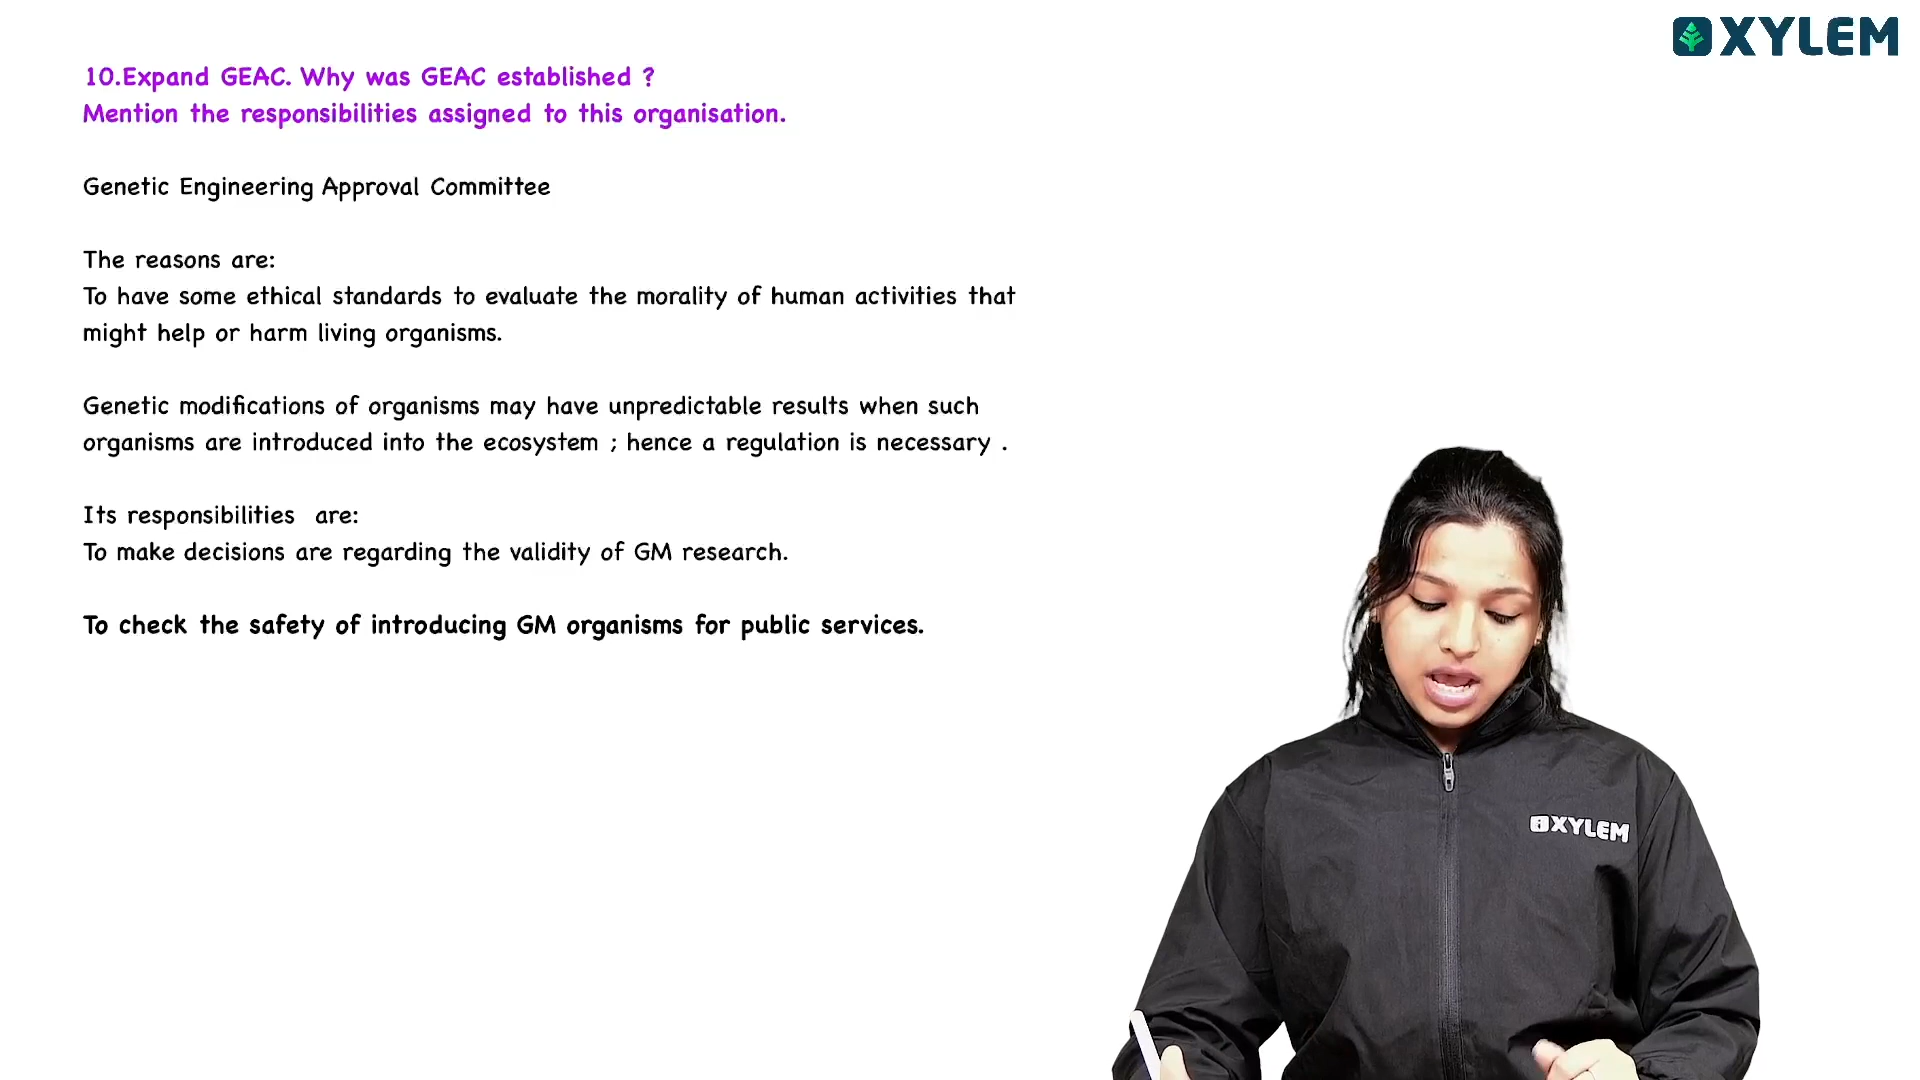 XYLEM
10.Expand GEAC. Why was GEAC established ?
Mention the responsibilities assigned to this organisation.
Genetic Engineering Approval Committee
The reasons are:
To have some ethical standards to evaluate the morality of human activities that
might help or harm living organisms.
Genetic modifications of organisms may have unpredictable results when such
organisms are introduced into the ecosystem ; hence a regulation is necessary .
Its responsibilities are:
To make decisions are regarding the validity of GM research.
To check the safety of introducing GM organisms for public services.
XYLEM